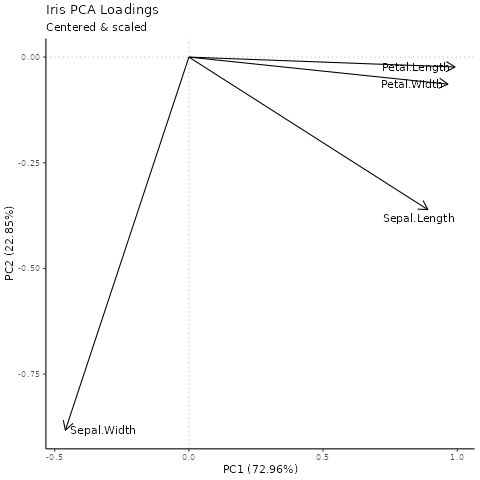 Iris PCA Loadings
Centered & scaled
0.00
Petal.Length
Petal.Width
-0.25
Sepal.Length
-0.50
PC2 (22.85%)
-0.75
Sepal.Width
-0.5 0.0 0.5 1.0
PC1 (72.96%)